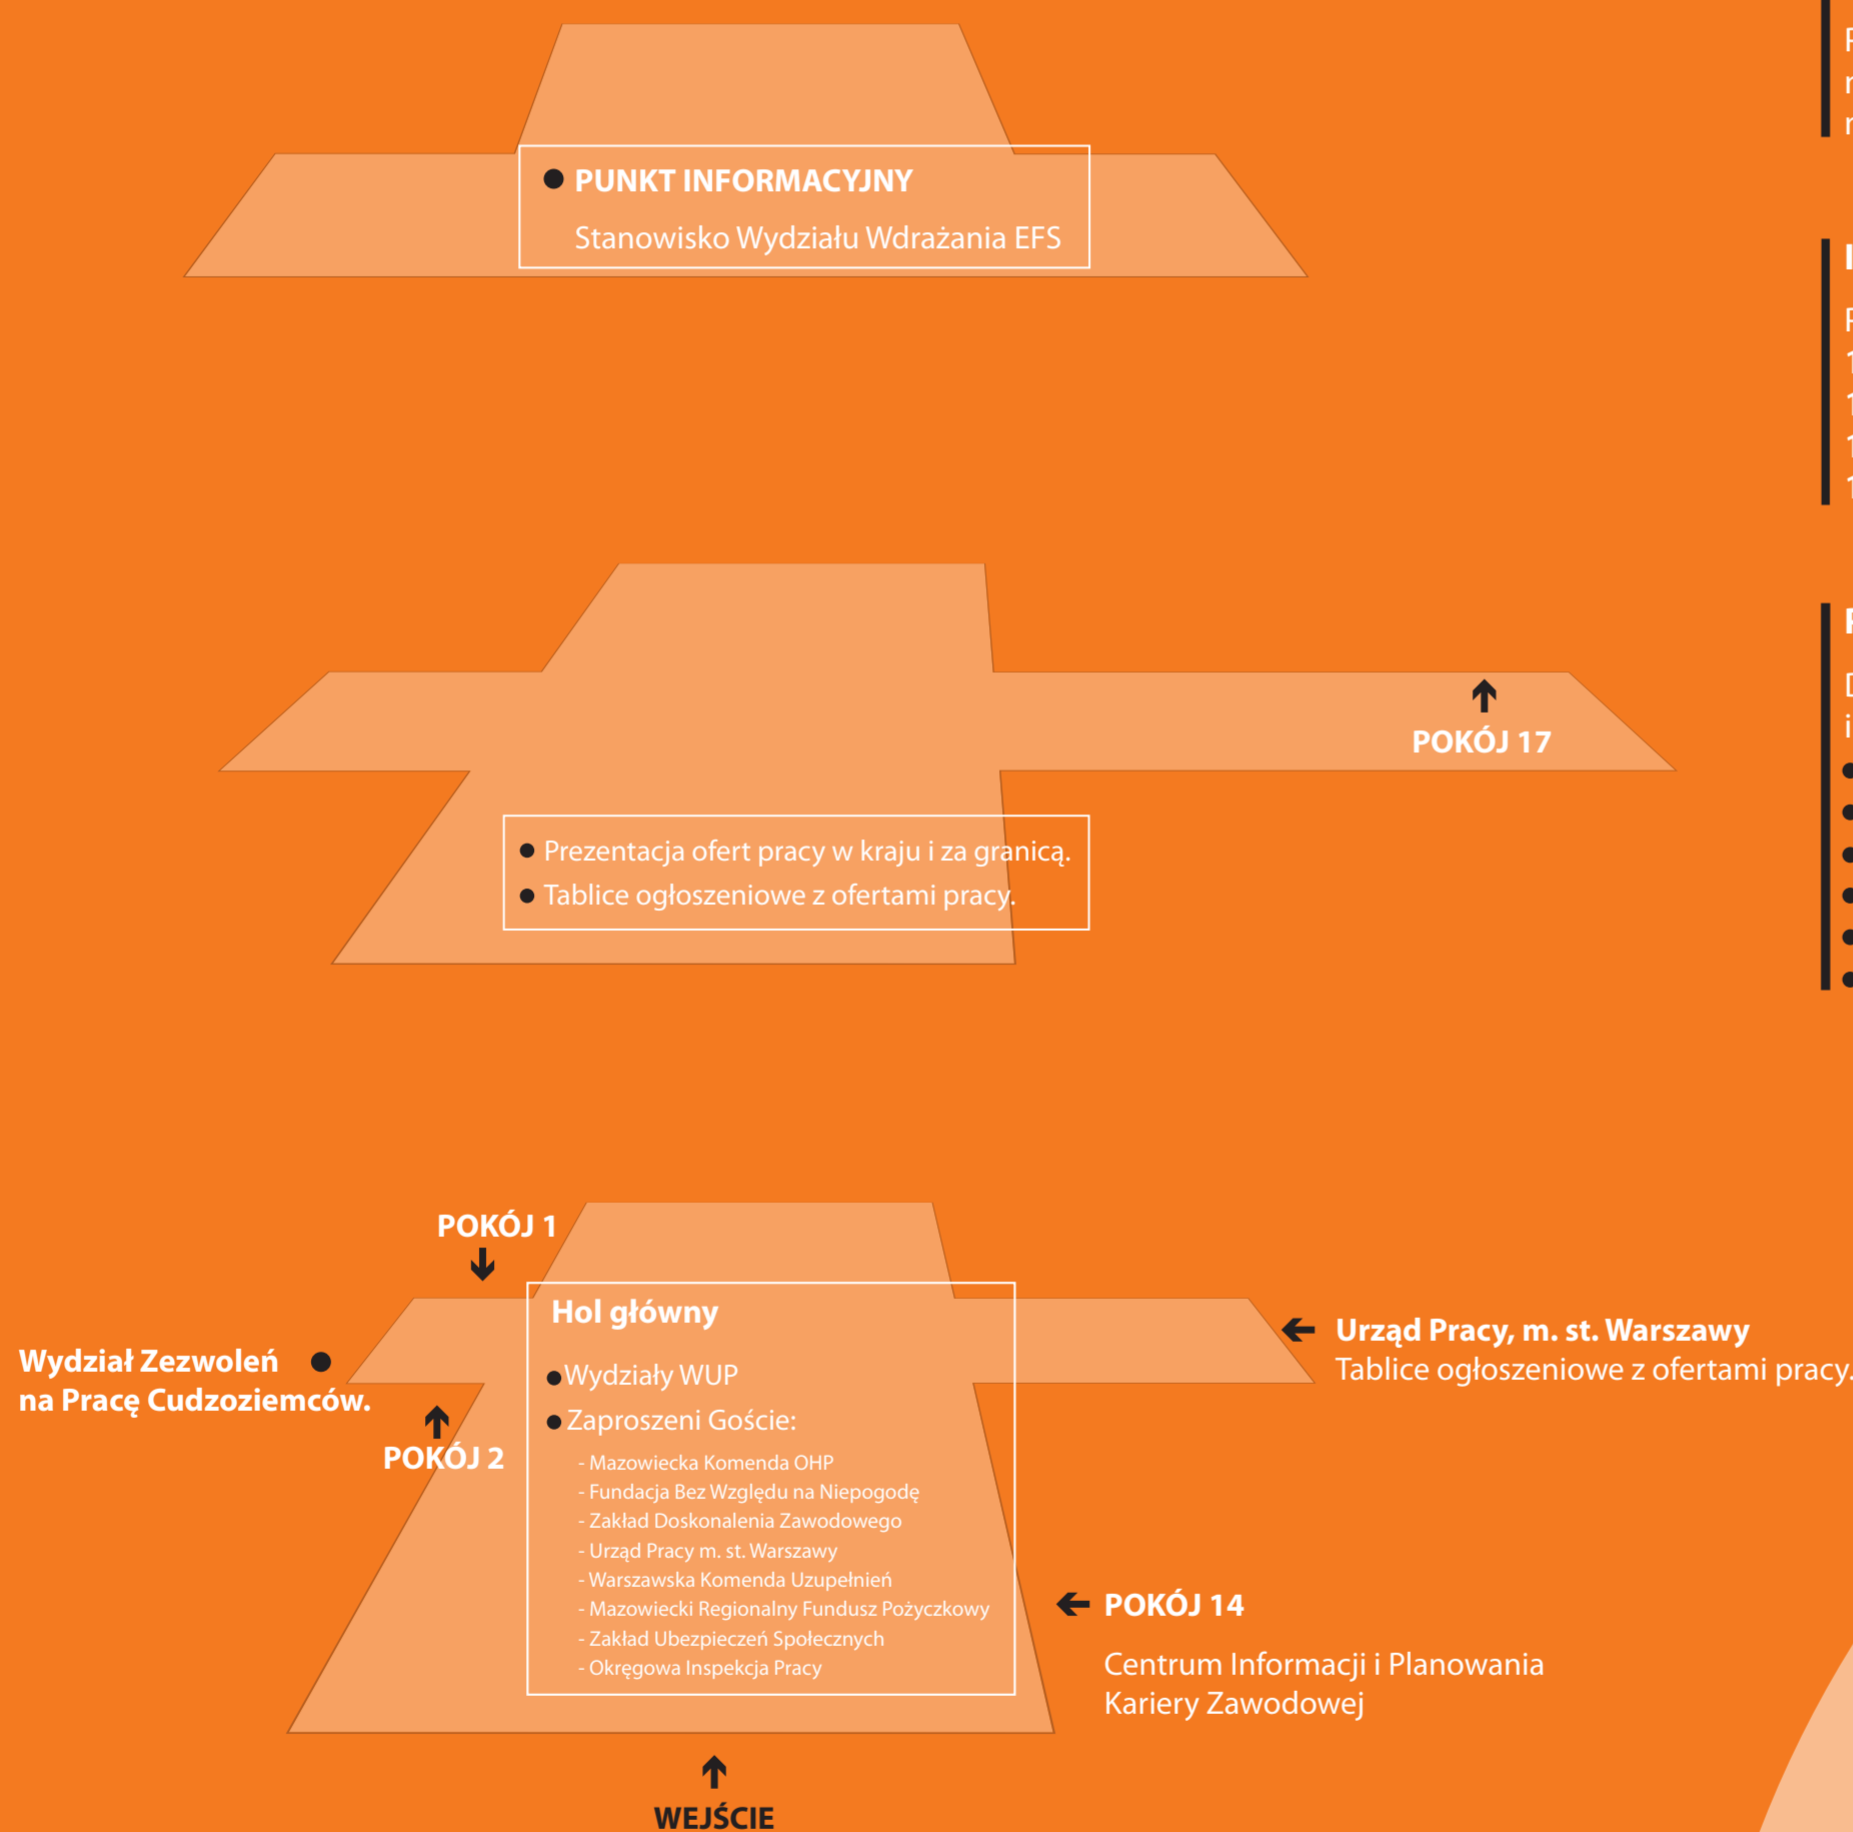 ● PUNKT INFORMACYJNY
Stanowisko Wydziału Wdrażania EFS
POKÓJ 17
● Prezentacja ofert pracy w kraju i za granicą.
● Tablice ogłoszeniowe z ofertami pracy.
POKÓJ 1
Wydział Zezwoleń ●
na Pracę Cudzoziemców.
POKÓJ 2
Hol główny
● Wydziały WUP
● Zaproszeni Goście:
- Mazowiecka Komenda OHP
- Fundacja Bez Względu na Niepogodę
- Zakład Doskonalenia Zawodowego
- Urząd Pracy m. st. Warszawy
- Warszawska Komenda Uzupełnień
- Mazowiecki Regionalny Fundusz Pożyczkowy
- Zakład Ubezpieczeń Społecznych
- Okręgowa Inspekcja Pracy
Urząd Pracy, m. st. Warszawy
Tablice ogłoszeniowe z ofertami pracy.
POKÓJ 14
Centrum Informacji i Planowania
Kariery Zawodowej
WEJŚCIE